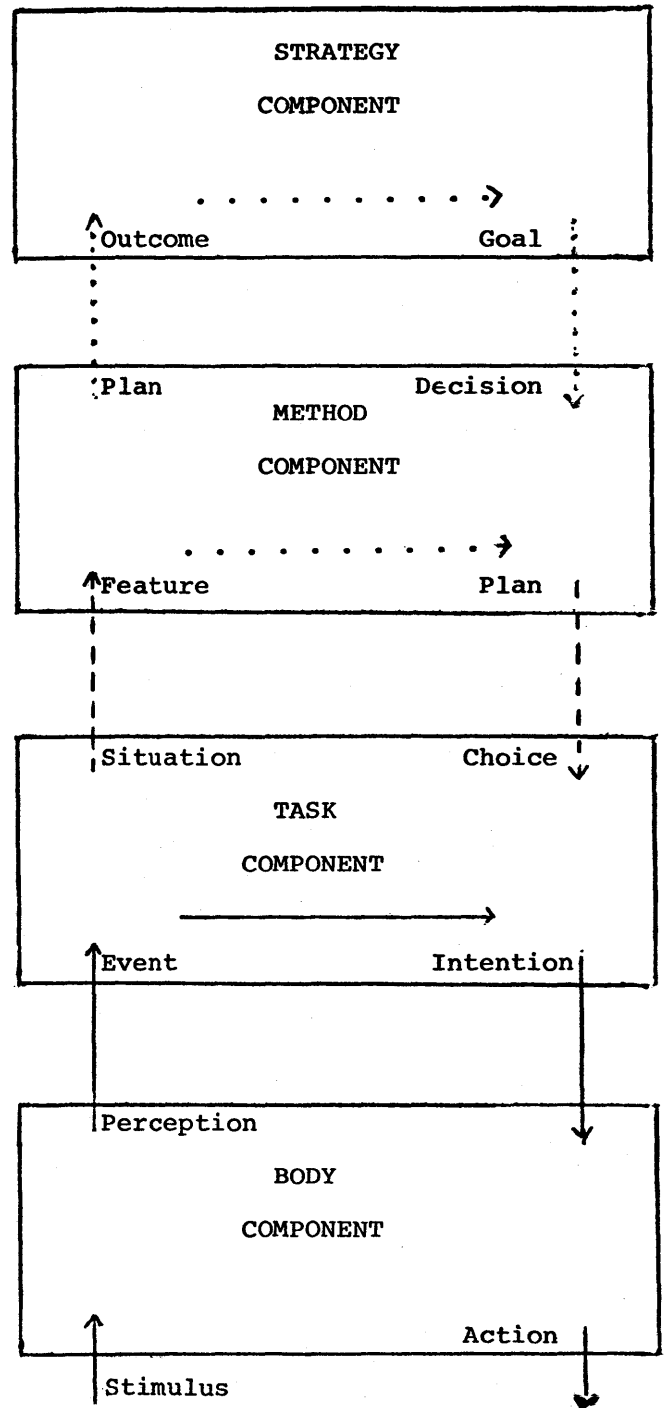 STRATEGY
COMPONENT
Outcome Goal
Plan Decision
METHOD
COMPONENT
Feature Plan
Situation Choice
TASK
COMPONENT
Event Intention
Perception
BODY
COMPONENT
Action
Stimulus